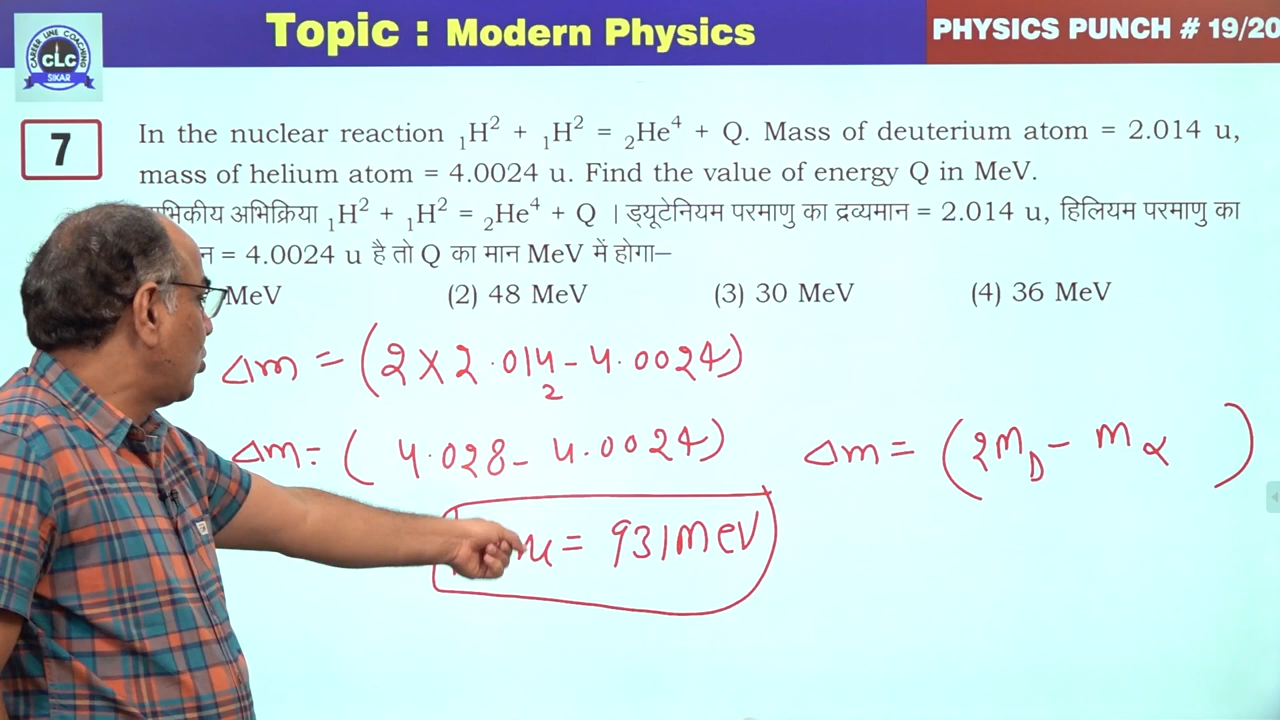 CAREER LINE COACHING
CLC
SIKAR
Topic : Modern Physics
PHYSICS PUNCH # 19/20
7
In the nuclear reaction ₁H² + ₁H² = ₂He⁴ + Q. Mass of deuterium atom = 2.014 u,
mass of helium atom = 4.0024 u. Find the value of energy Q in MeV.
अभिक्रिया ₁H² + ₁H² = ₂He⁴ + Q । ड्यूटेनियम परमाणु का द्रव्यमान = 2.014 u, हिलियम परमाणु का
= 4.0024 u है तो Q का मान MeV में होगा–
MeV (2) 48 MeV (3) 30 MeV (4) 36 MeV
Δm = (2 X 2.014 - 4.0024)
2
Δm = ( 4.028 - 4.0024) Δm = (2M_D - m_α )
u = 931 MeV